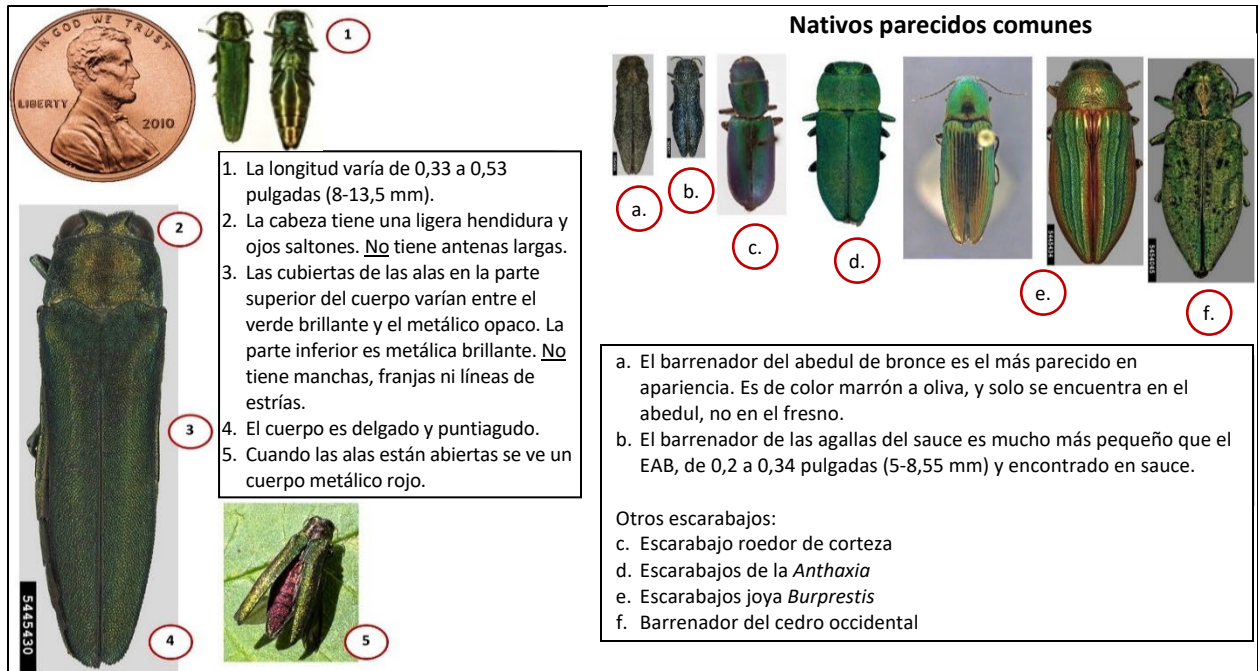 IN GOD WE TRUST
LIBERTY
2010
1
1. La longitud varía de 0,33 a 0,53
pulgadas (8-13,5 mm).
2. La cabeza tiene una ligera hendidura y
ojos saltones. No tiene antenas largas.
3. Las cubiertas de las alas en la parte
superior del cuerpo varían entre el
verde brillante y el metálico opaco. La
parte inferior es metálica brillante. No
tiene manchas, franjas ni líneas de
estrías.
4. El cuerpo es delgado y puntiagudo.
5. Cuando las alas están abiertas se ve un
cuerpo metálico rojo.
2
3
4
5
5445430
Nativos parecidos comunes
a.
b.
c.
d.
e.
f.
5445434
5454045
a. El barrenador del abedul de bronce es el más parecido en
apariencia. Es de color marrón a oliva, y solo se encuentra en el
abedul, no en el fresno.
b. El barrenador de las agallas del sauce es mucho más pequeño que el
EAB, de 0,2 a 0,34 pulgadas (5-8,55 mm) y encontrado en sauce.
Otros escarabajos:
c. Escarabajo roedor de corteza
d. Escarabajos de la Anthaxia
e. Escarabajos joya Burprestis
f. Barrenador del cedro occidental